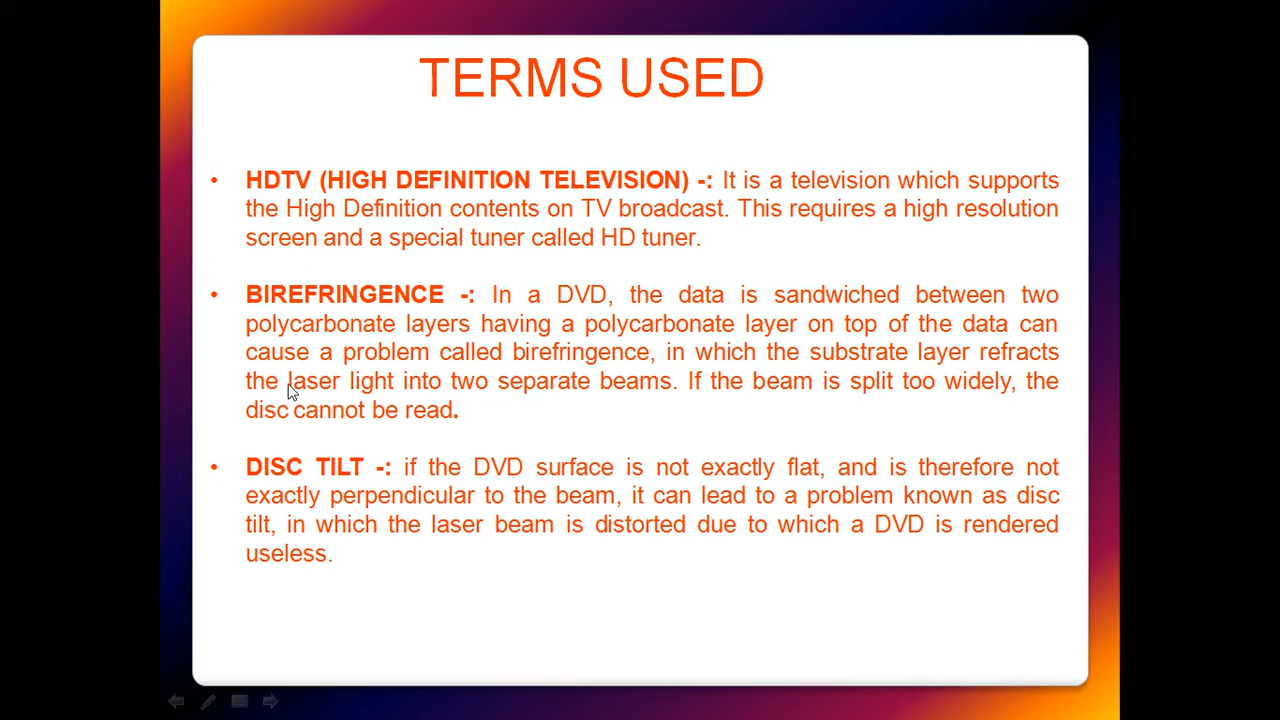 TERMS USED
• HDTV (HIGH DEFINITION TELEVISION) -: It is a television which supports
the High Definition contents on TV broadcast. This requires a high resolution
screen and a special tuner called HD tuner.
• BIREFRINGENCE -: In a DVD, the data is sandwiched between two
polycarbonate layers having a polycarbonate layer on top of the data can
cause a problem called birefringence, in which the substrate layer refracts
the laser light into two separate beams. If the beam is split too widely, the
disc cannot be read.
• DISC TILT -: if the DVD surface is not exactly flat, and is therefore not
exactly perpendicular to the beam, it can lead to a problem known as disc
tilt, in which the laser beam is distorted due to which a DVD is rendered
useless.